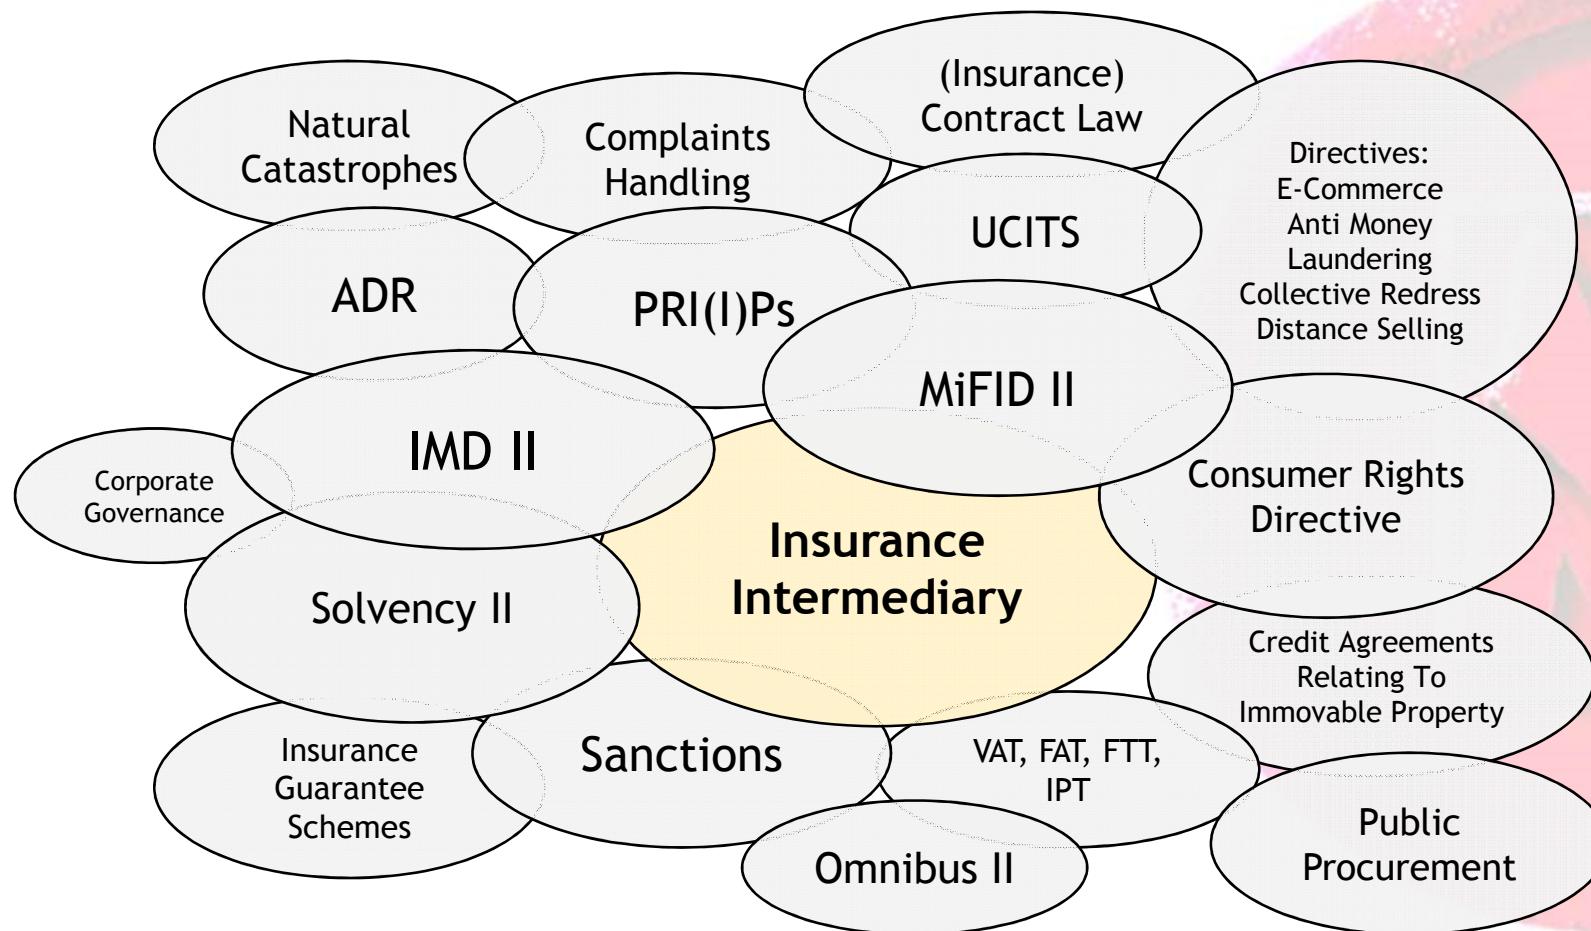 (Insurance)
Contract Law
Natural
Catastrophes
Complaints
Handling
Directives:
E-Commerce
Anti Money
Laundering
Collective Redress
Distance Selling
UCITS
ADR
PRI(I)Ps
MiFID II
IMD II
Corporate
Governance
Consumer Rights
Directive
Insurance
Intermediary
Solvency II
Credit Agreements
Relating To
Immovable Property
Insurance
Guarantee
Schemes
Sanctions
VAT, FAT, FTT,
IPT
Omnibus II
Public
Procurement